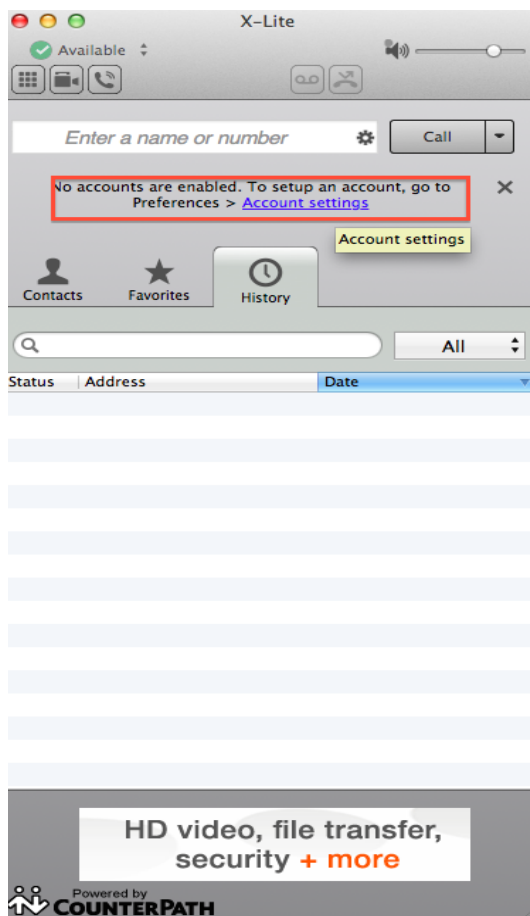 X-Lite
Available
Enter a name or number
Call
No accounts are enabled. To setup an account, go to
Preferences > Account settings
Account settings
Contacts
Favorites
History
All
Status
Address
Date
HD video, file transfer,
security + more
Powered by
COUNTERPATH